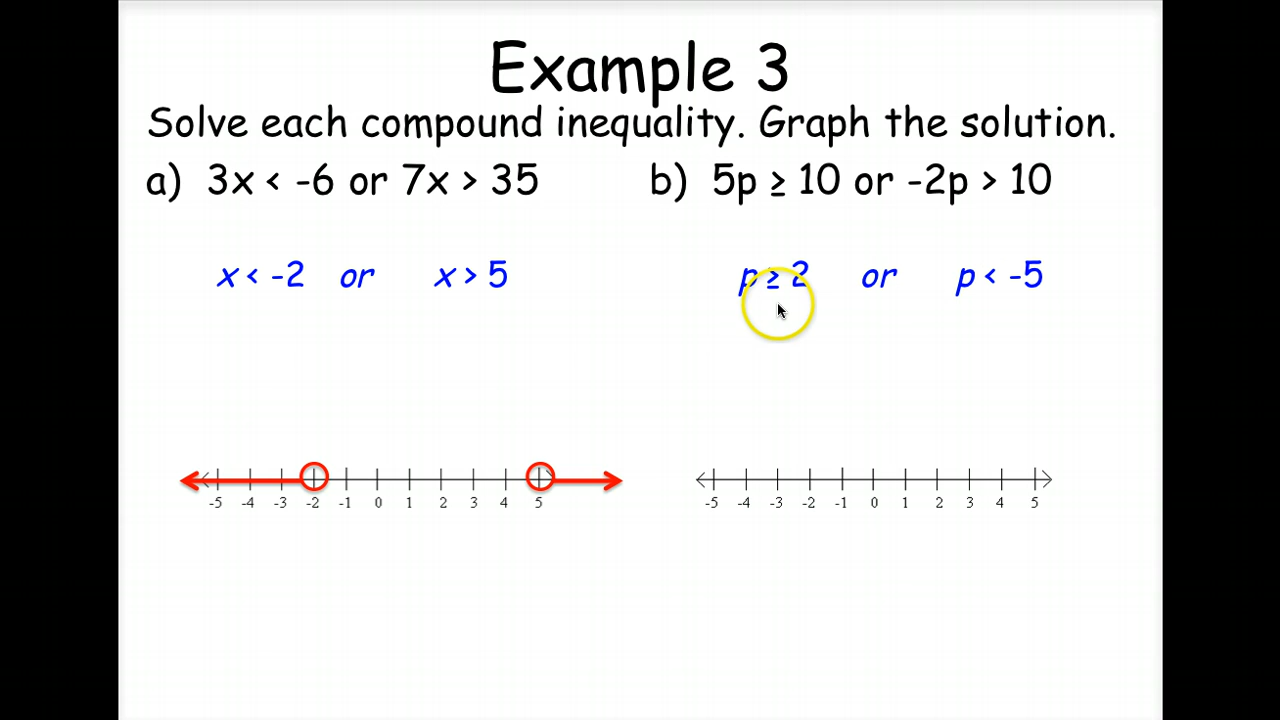 Example 3
Solve each compound inequality. Graph the solution.
a) 3x < -6 or 7x > 35
b) 5p ≥ 10 or -2p > 10
x < -2 or x > 5
p ≥ 2 or p < -5
-5 -4 -3 -2 -1 0 1 2 3 4 5
-5 -4 -3 -2 -1 0 1 2 3 4 5